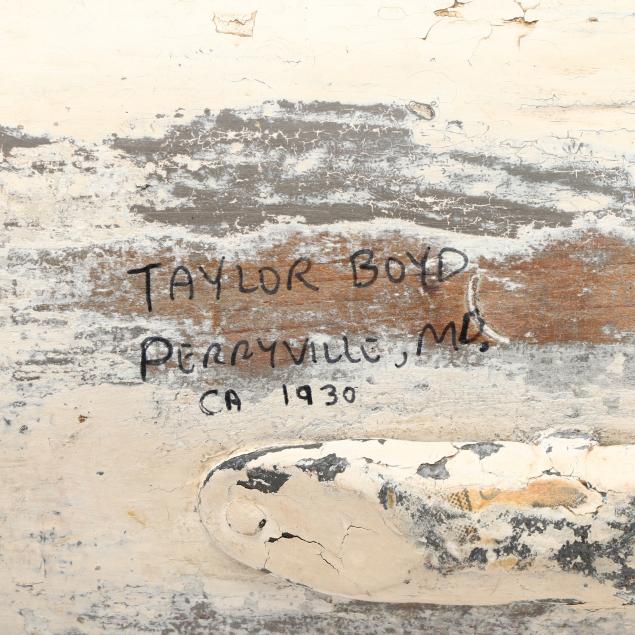 TAYLOR BOYD
PERRYVILLE, MD.
CA 1930